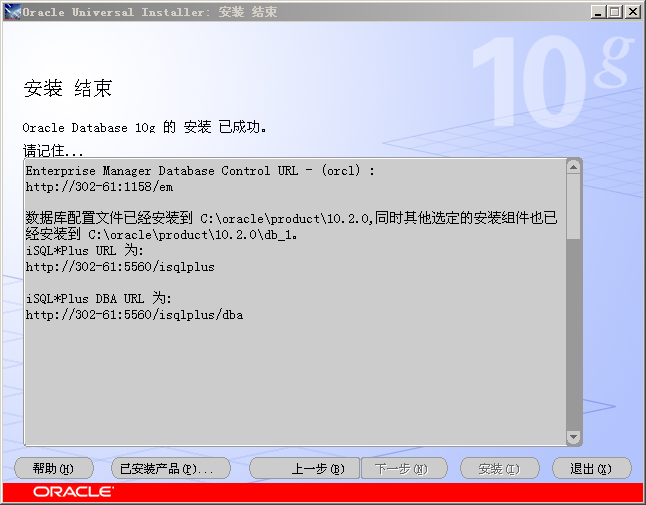 Oracle Universal Installer: 安装 结束
10g
安装 结束
Oracle Database 10g 的 安装 已成功。
请记住...
Enterprise Manager Database Control URL - (orcl) :
http://302-61:1158/em
数据库配置文件已经安装到 C:\oracle\product\10.2.0,同时其他选定的安装组件也已
经安装到 C:\oracle\product\10.2.0\db_1。
iSQL*Plus URL 为:
http://302-61:5560/isqlplus
iSQL*Plus DBA URL 为:
http://302-61:5560/isqlplus/dba
帮助(H) 已安装产品(P)... 上一步(B) 下一步(N) 安装(I) 退出(X)
ORACLE